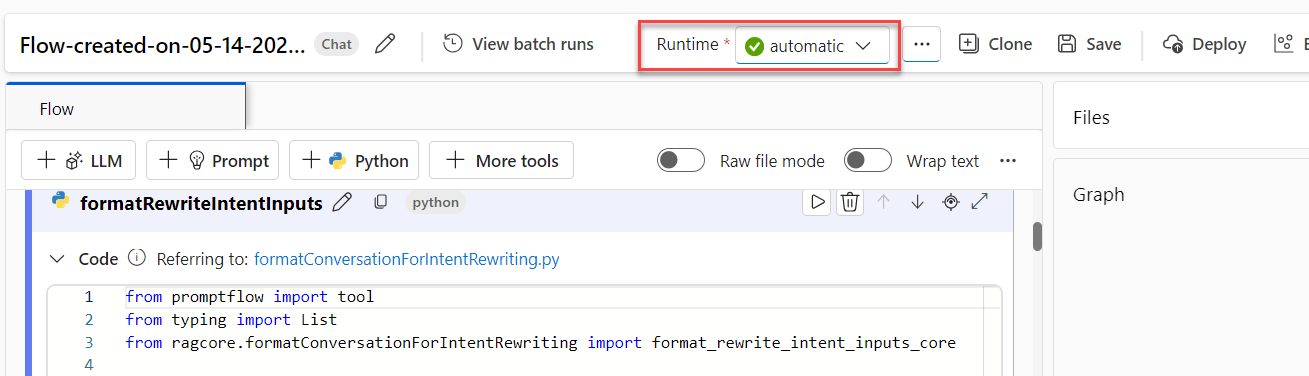 Flow-created-on-05-14-202... Chat View batch runs Runtime * automatic ... Clone Save Deploy
Flow
Files
+ LLM + Prompt + Python + More tools Raw file mode Wrap text ...
Graph
formatRewriteIntentInputs python
Code Referring to: formatConversationForIntentRewriting.py
1 from promptflow import tool
2 from typing import List
3 from ragcore.formatConversationForIntentRewriting import format_rewrite_intent_inputs_core
4